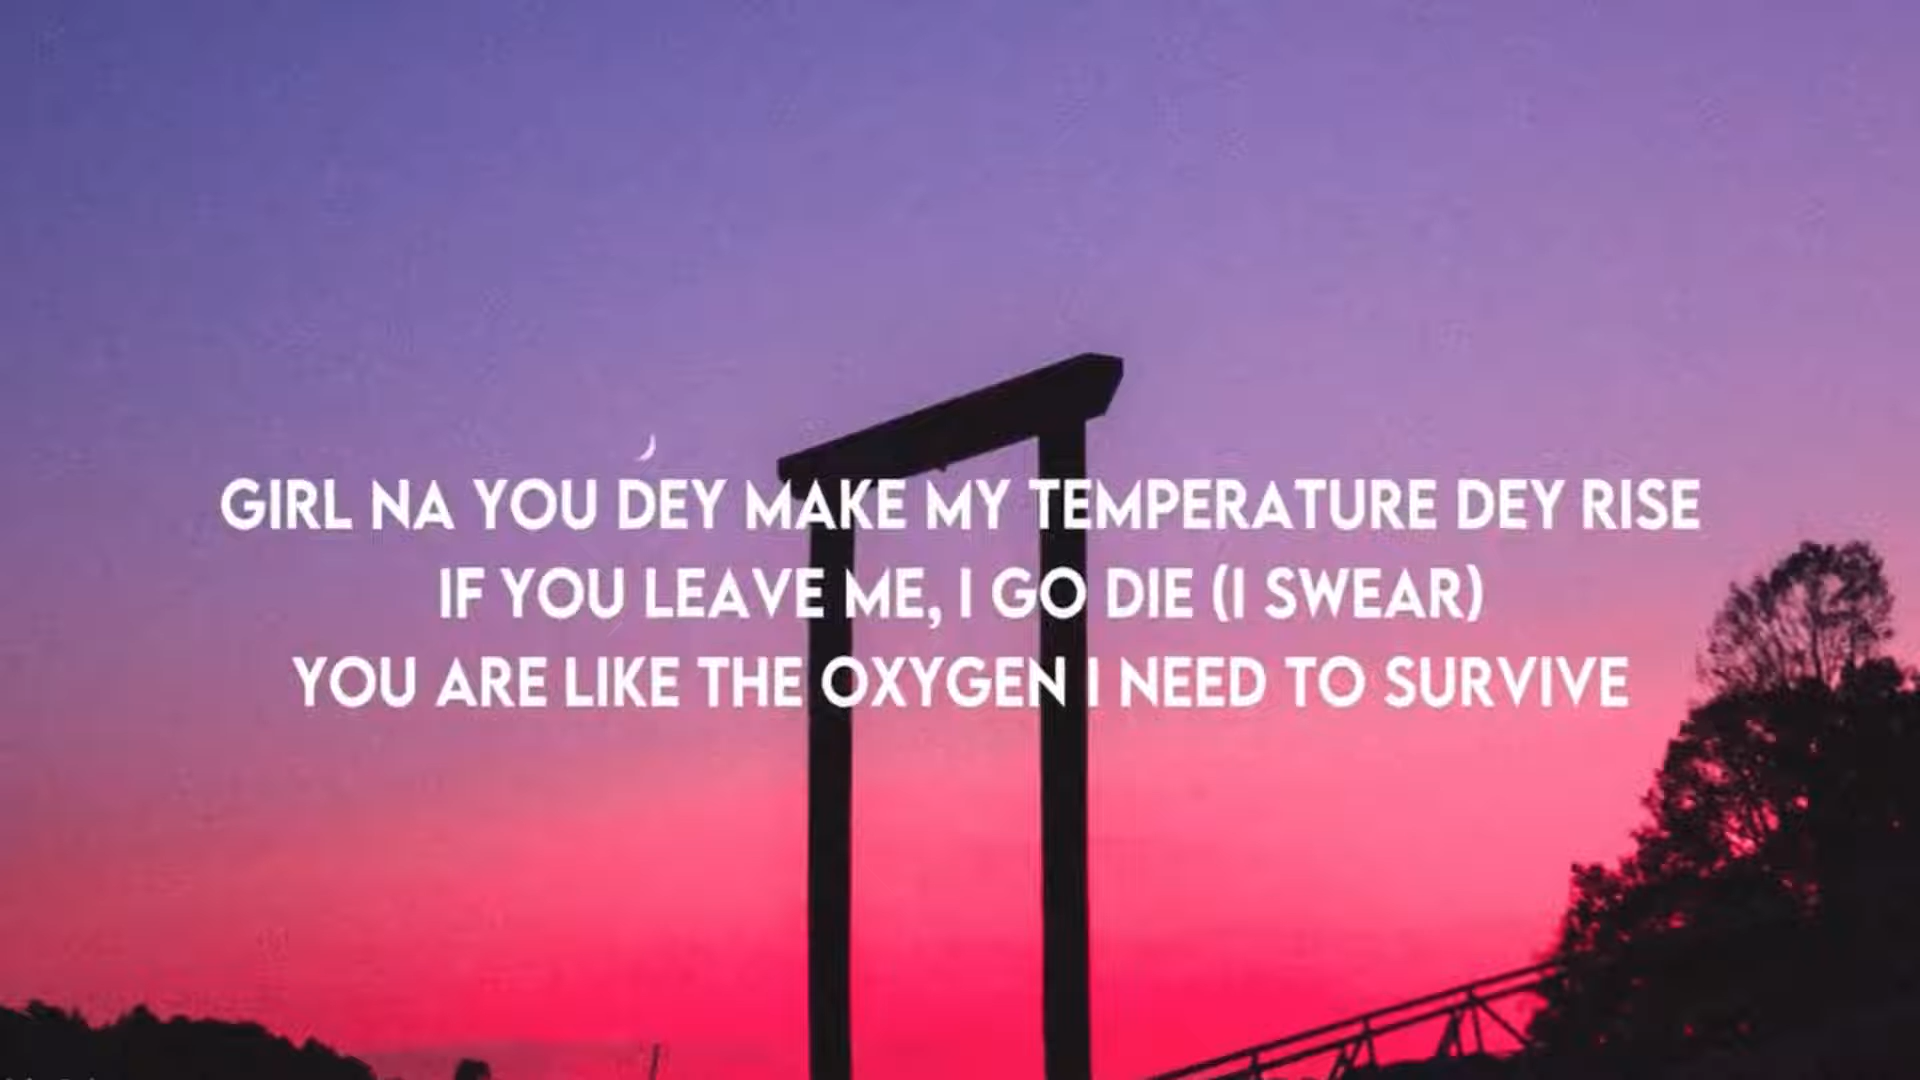 GIRL NA YOU DEY MAKE MY TEMPERATURE DEY RISE
IF YOU LEAVE ME, I GO DIE (I SWEAR)
YOU ARE LIKE THE OXYGEN I NEED TO SURVIVE